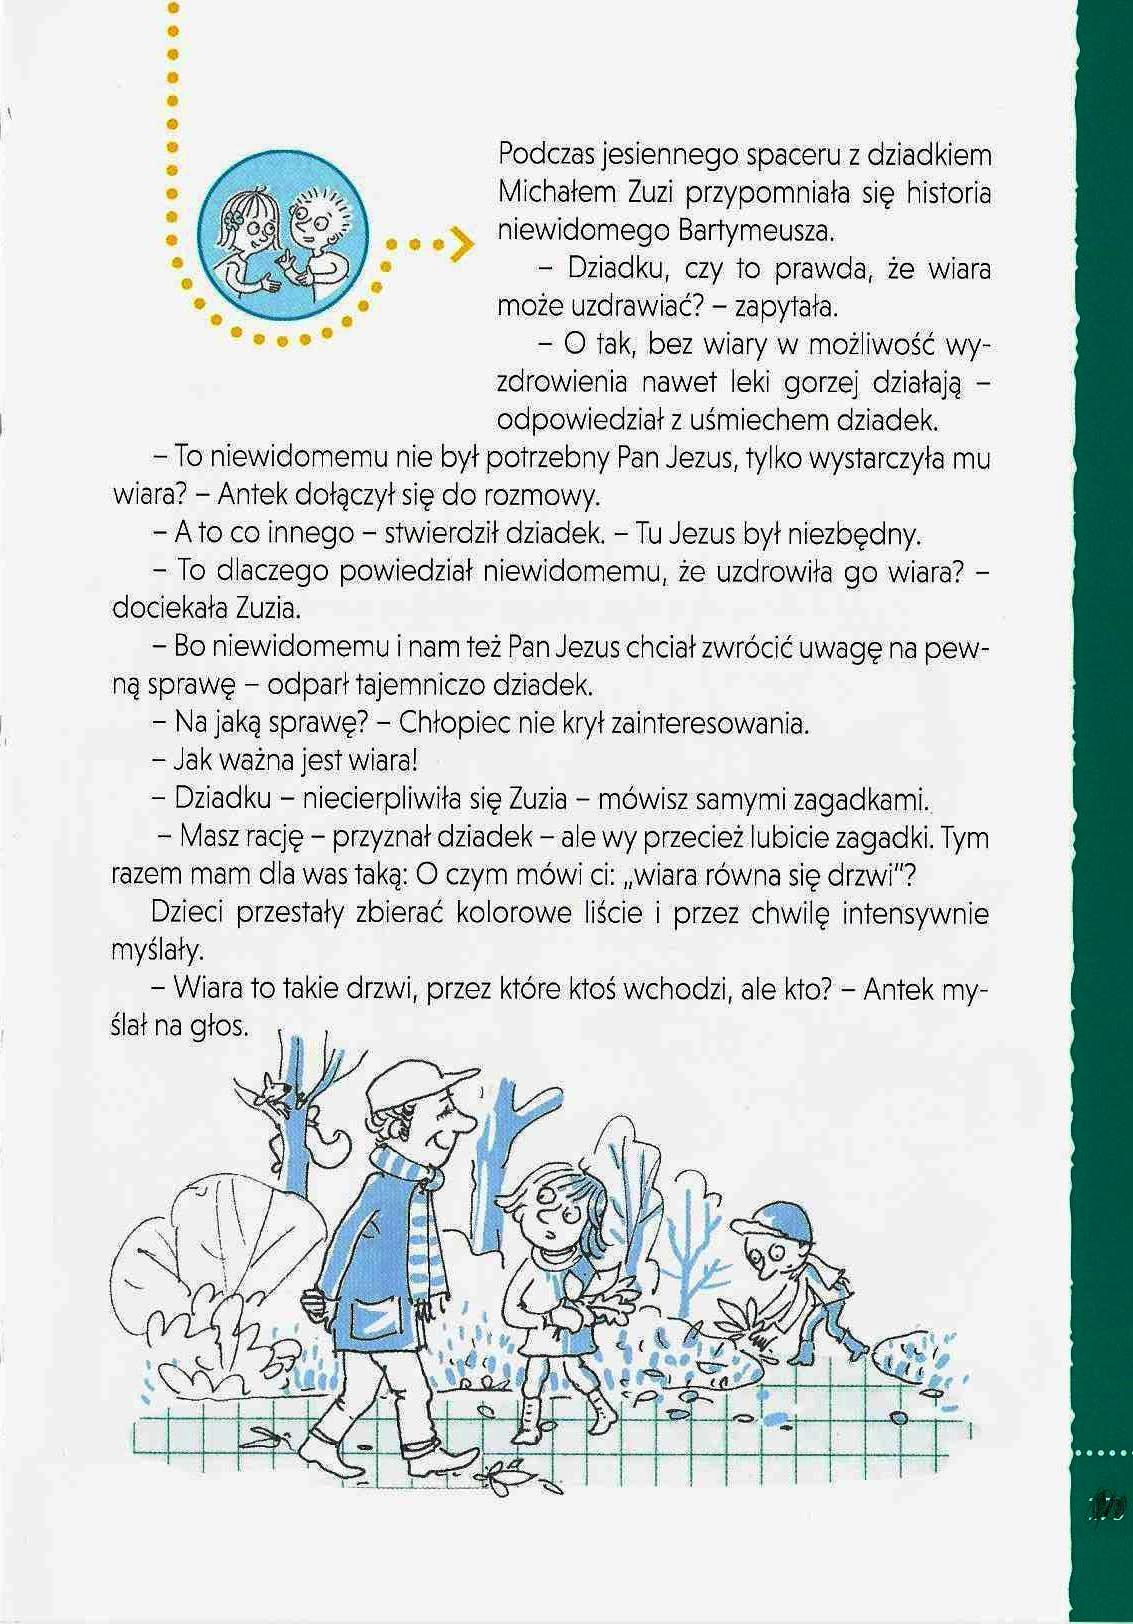 Podczas jesiennego spaceru z dziadkiem
Michałem Zuzi przypomniała się historia
niewidomego Bartymeusza.
– Dziadku, czy to prawda, że wiara
może uzdrawiać? – zapytała.
– O tak, bez wiary w możliwość wy-
zdrowienia nawet leki gorzej działają –
odpowiedział z uśmiechem dziadek.
– To niewidomemu nie był potrzebny Pan Jezus, tylko wystarczyła mu
wiara? – Antek dołączył się do rozmowy.
– A to co innego – stwierdził dziadek. – Tu Jezus był niezbędny.
– To dlaczego powiedział niewidomemu, że uzdrowiła go wiara? –
dociekała Zuzia.
– Bo niewidomemu i nam też Pan Jezus chciał zwrócić uwagę na pew-
ną sprawę – odparł tajemniczo dziadek.
– Na jaką sprawę? – Chłopiec nie krył zainteresowania.
– Jak ważna jest wiara!
– Dziadku – niecierpliwiła się Zuzia – mówisz samymi zagadkami.
– Masz rację – przyznał dziadek – ale wy przecież lubicie zagadki. Tym
razem mam dla was taką: O czym mówi ci: „wiara równa się drzwi"?
Dzieci przestały zbierać kolorowe liście i przez chwilę intensywnie
myślały.
– Wiara to takie drzwi, przez które ktoś wchodzi, ale kto? – Antek my-
ślał na głos.